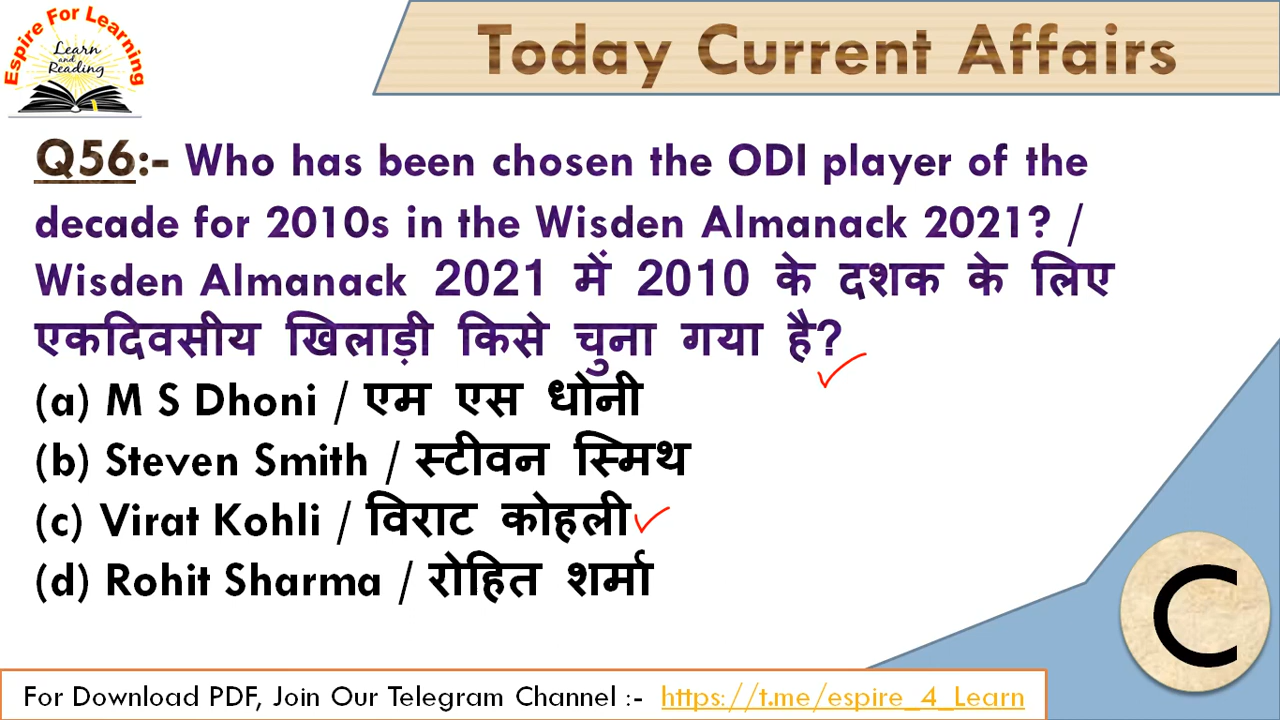 Espire For Learning
Learn
and
Reading
Today Current Affairs
Q56:- Who has been chosen the ODI player of the
decade for 2010s in the Wisden Almanack 2021? /
Wisden Almanack 2021 में 2010 के दशक के लिए
एकदिवसीय खिलाड़ी किसे चुना गया है?
(a) M S Dhoni / एम एस धोनी
(b) Steven Smith / स्टीवन स्मिथ
(c) Virat Kohli / विराट कोहली
(d) Rohit Sharma / रोहित शर्मा
C
For Download PDF, Join Our Telegram Channel :- https://t.me/espire_4_Learn